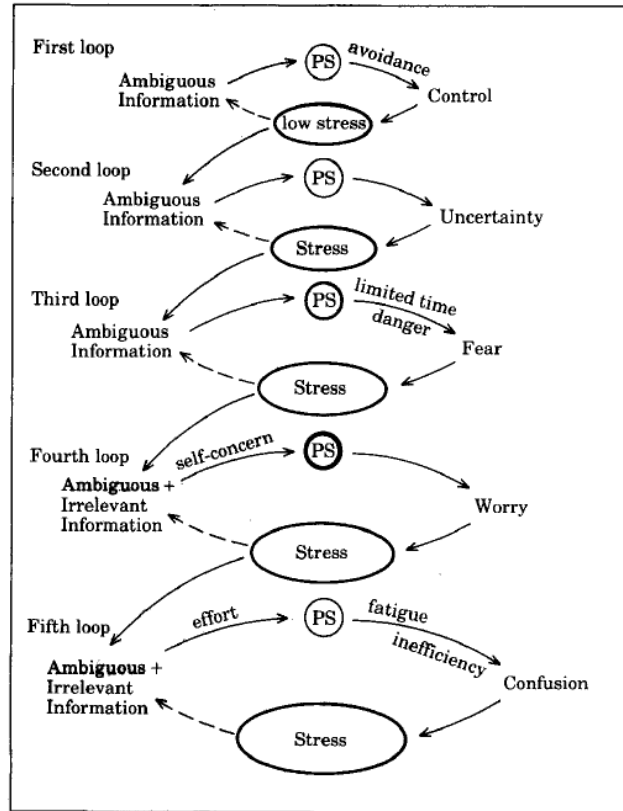 First loop
PS
avoidance
Ambiguous
Information
Control
low stress
Second loop
PS
Ambiguous
Information
Uncertainty
Stress
Third loop
PS
limited time
danger
Ambiguous
Information
Fear
Stress
Fourth loop
self-concern
PS
Ambiguous +
Irrelevant
Information
Worry
Stress
Fifth loop
effort
PS
fatigue
inefficiency
Ambiguous +
Irrelevant
Information
Confusion
Stress